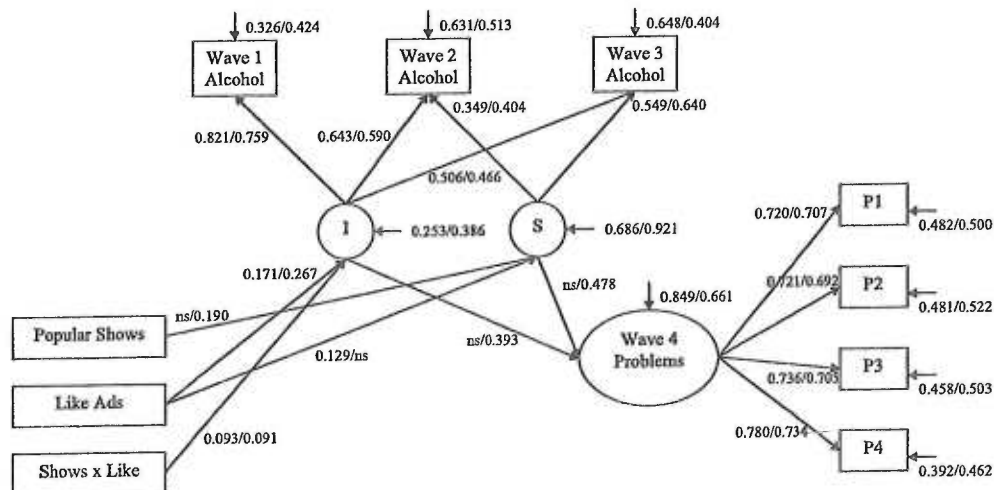 0.326/0.424
0.631/0.513
0.648/0.404
Wave 1
Alcohol
Wave 2
Alcohol
Wave 3
Alcohol
0.349/0.404
0.549/0.640
0.821/0.759
0.643/0.590
0.506/0.466
I
0.253/0.386
S
0.686/0.921
P1
0.720/0.707
0.482/0.500
0.171/0.267
ns/0.478
0.721/0.692
P2
0.849/0.661
0.481/0.522
ns/0.190
Popular Shows
ns/0.393
Wave 4
Problems
0.129/ns
P3
0.736/0.705
0.458/0.503
Like Ads
0.093/0.091
0.780/0.734
P4
Shows x Like
0.392/0.462